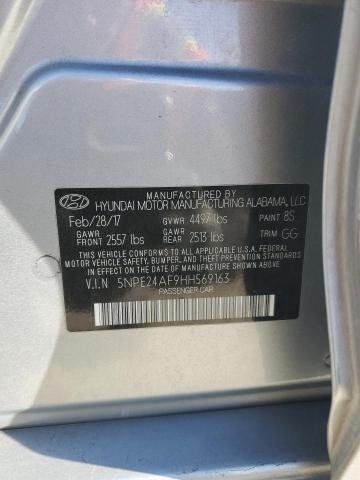 MANUFACTURED BY
HYUNDAI MOTOR MANUFACTURING ALABAMA, LLC
Feb/28/17 GVWR 4497 lbs PAINT 8S
GAWR FRONT 2557 lbs GAWR REAR 2513 lbs TRIM GG
THIS VEHICLE CONFORMS TO ALL APPLICABLE U.S. FEDERAL MOTOR
VEHICLE SAFETY, BUMPER, AND THEFT PREVENTION STANDARDS
IN EFFECT ON THE DATE OF MANUFACTURE SHOWN ABOVE.
V.I.N 5NPE24AF9HH569163
PASSENGER CAR